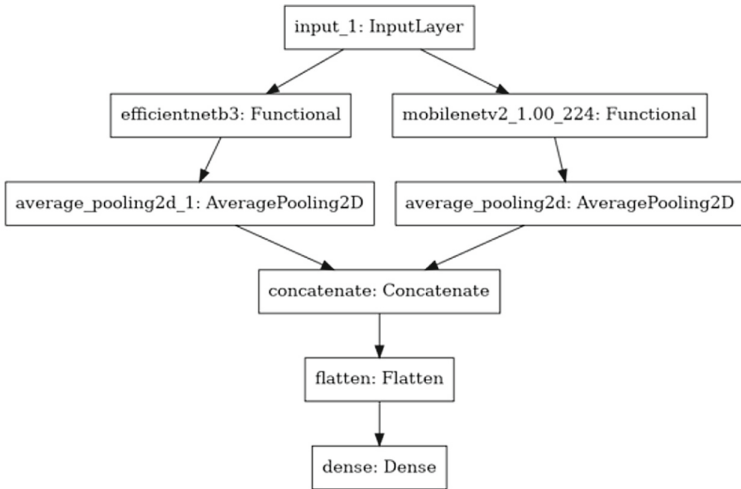 input_1: InputLayer
efficientnetb3: Functional
mobilenetv2_1.00_224: Functional
average_pooling2d_1: AveragePooling2D
average_pooling2d: AveragePooling2D
concatenate: Concatenate
flatten: Flatten
dense: Dense